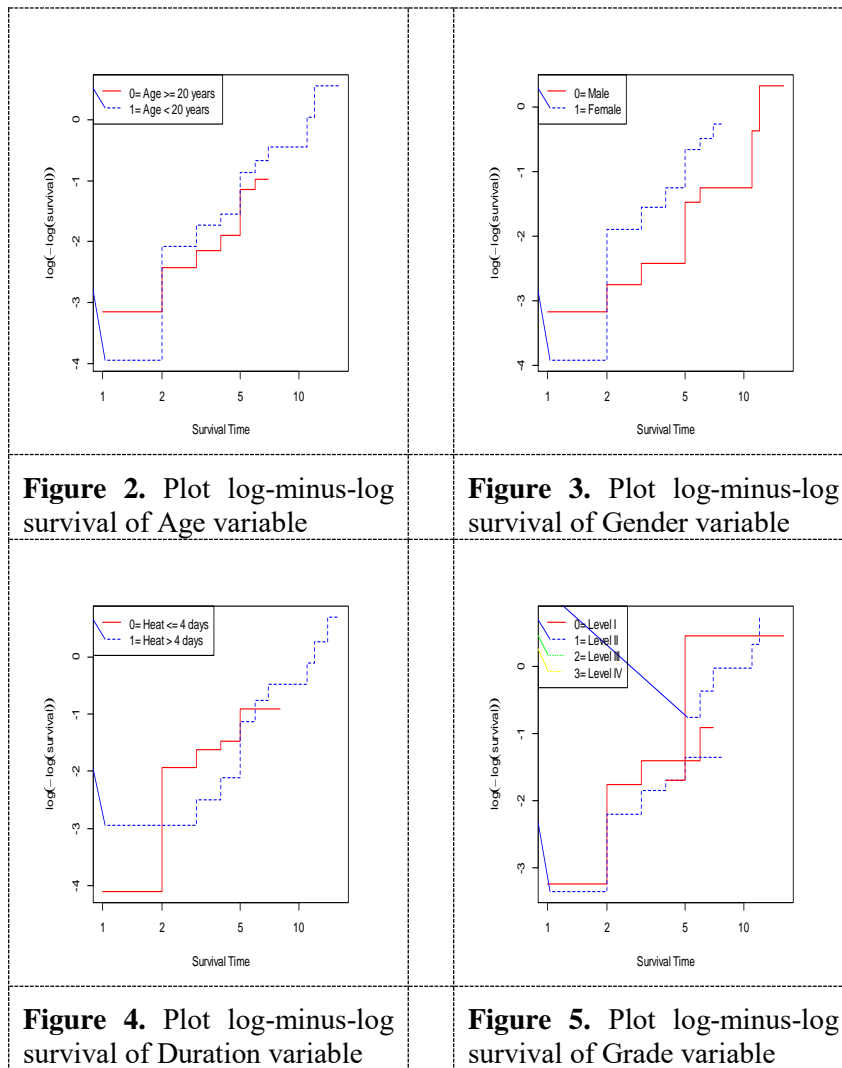 0= Age >= 20 years
1= Age < 20 years
log(-log(survival))
0
-1
-2
-3
-4
1 2 5 10
Survival Time
Figure 2. Plot log-minus-log
survival of Age variable
0= Male
1= Female
log(-log(survival))
0
-1
-2
-3
-4
1 2 5 10
Survival Time
Figure 3. Plot log-minus-log
survival of Gender variable
0= Heat <= 4 days
1= Heat > 4 days
log(-log(survival))
0
-1
-2
-3
-4
1 2 5 10
Survival Time
Figure 4. Plot log-minus-log
survival of Duration variable
0= Level I
1= Level II
2= Level III
3= Level IV
log(-log(survival))
0
-1
-2
-3
1 2 5 10
Survival Time
Figure 5. Plot log-minus-log
survival of Grade variable